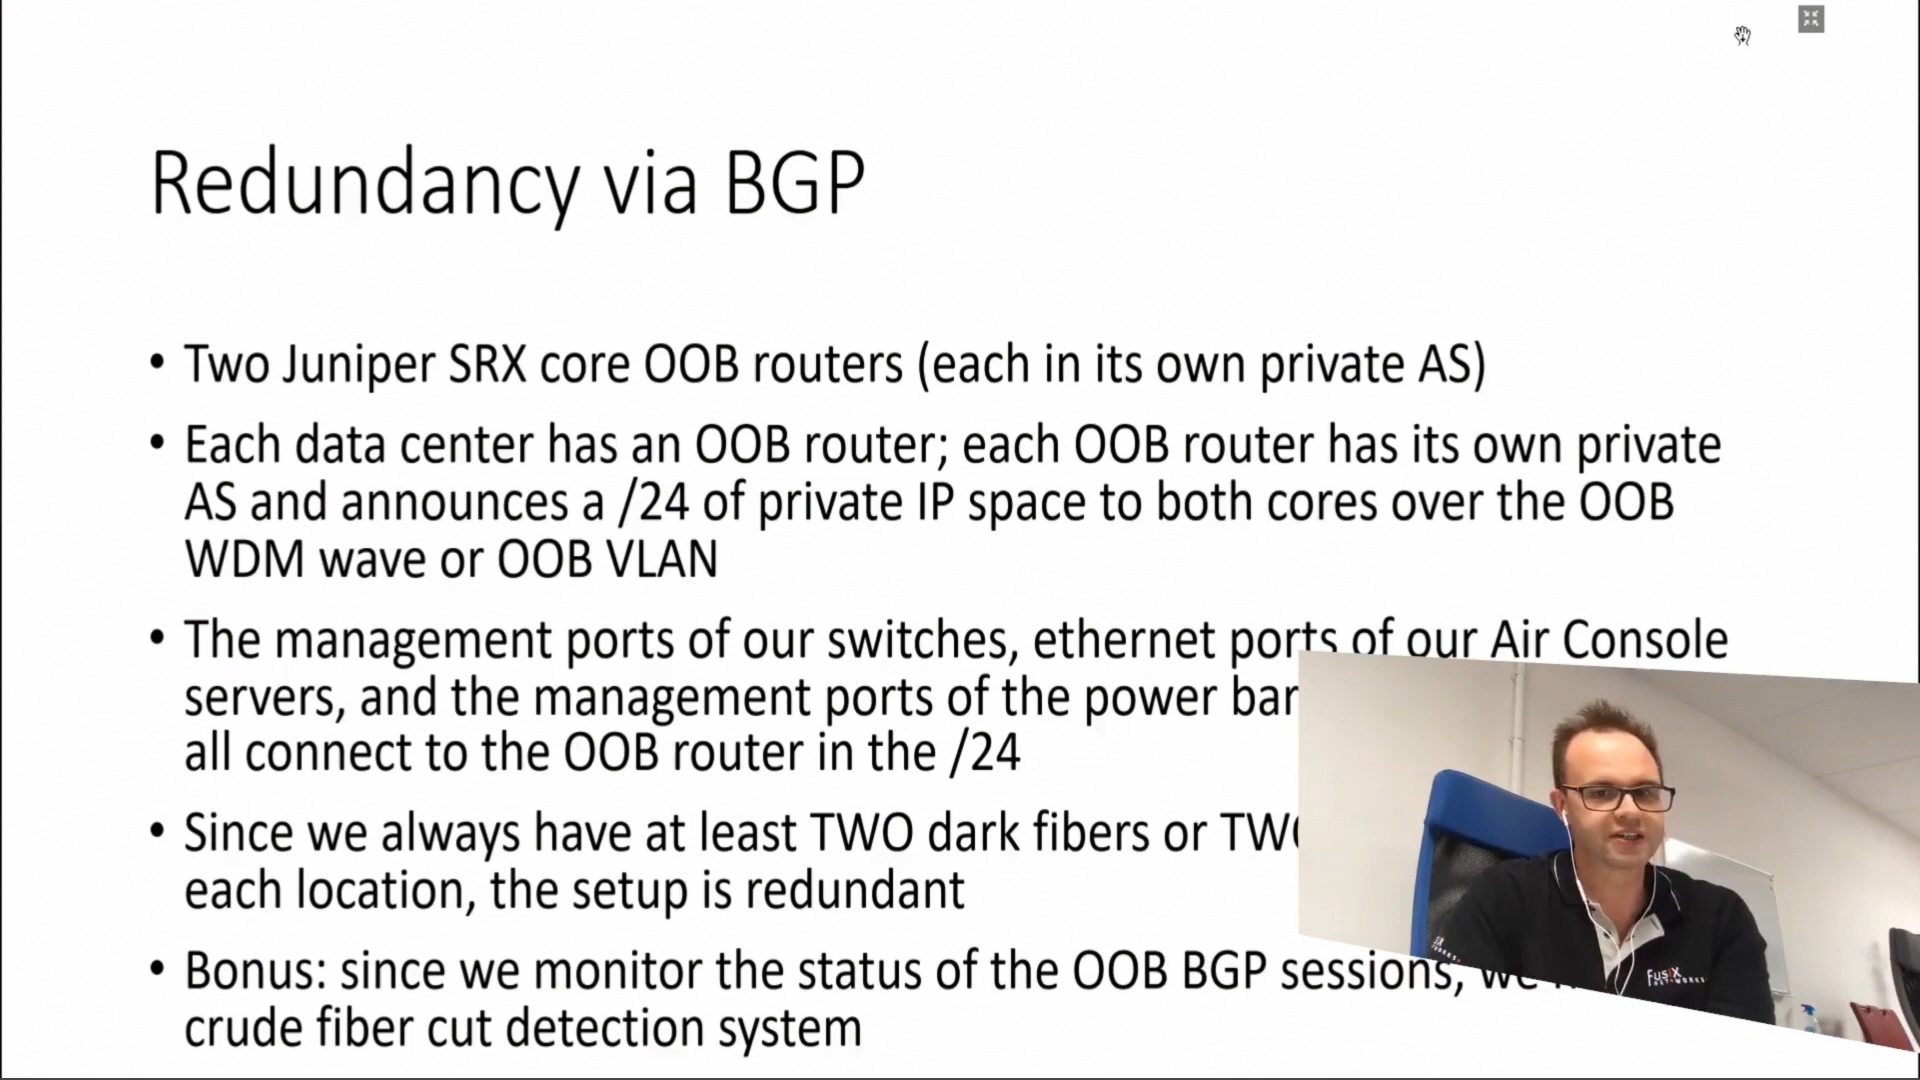 Redundancy via BGP
• Two Juniper SRX core OOB routers (each in its own private AS)
• Each data center has an OOB router; each OOB router has its own private
AS and announces a /24 of private IP space to both cores over the OOB
WDM wave or OOB VLAN
• The management ports of our switches, ethernet ports of our Air Console
servers, and the management ports of the power
all connect to the OOB router in the /24
• Since we always have at least TWO dark fibers or
each location, the setup is redundant
• Bonus: since we monitor the status of the OOB BGP sessions, we
crude fiber cut detection system
FusiX
NETWORKS